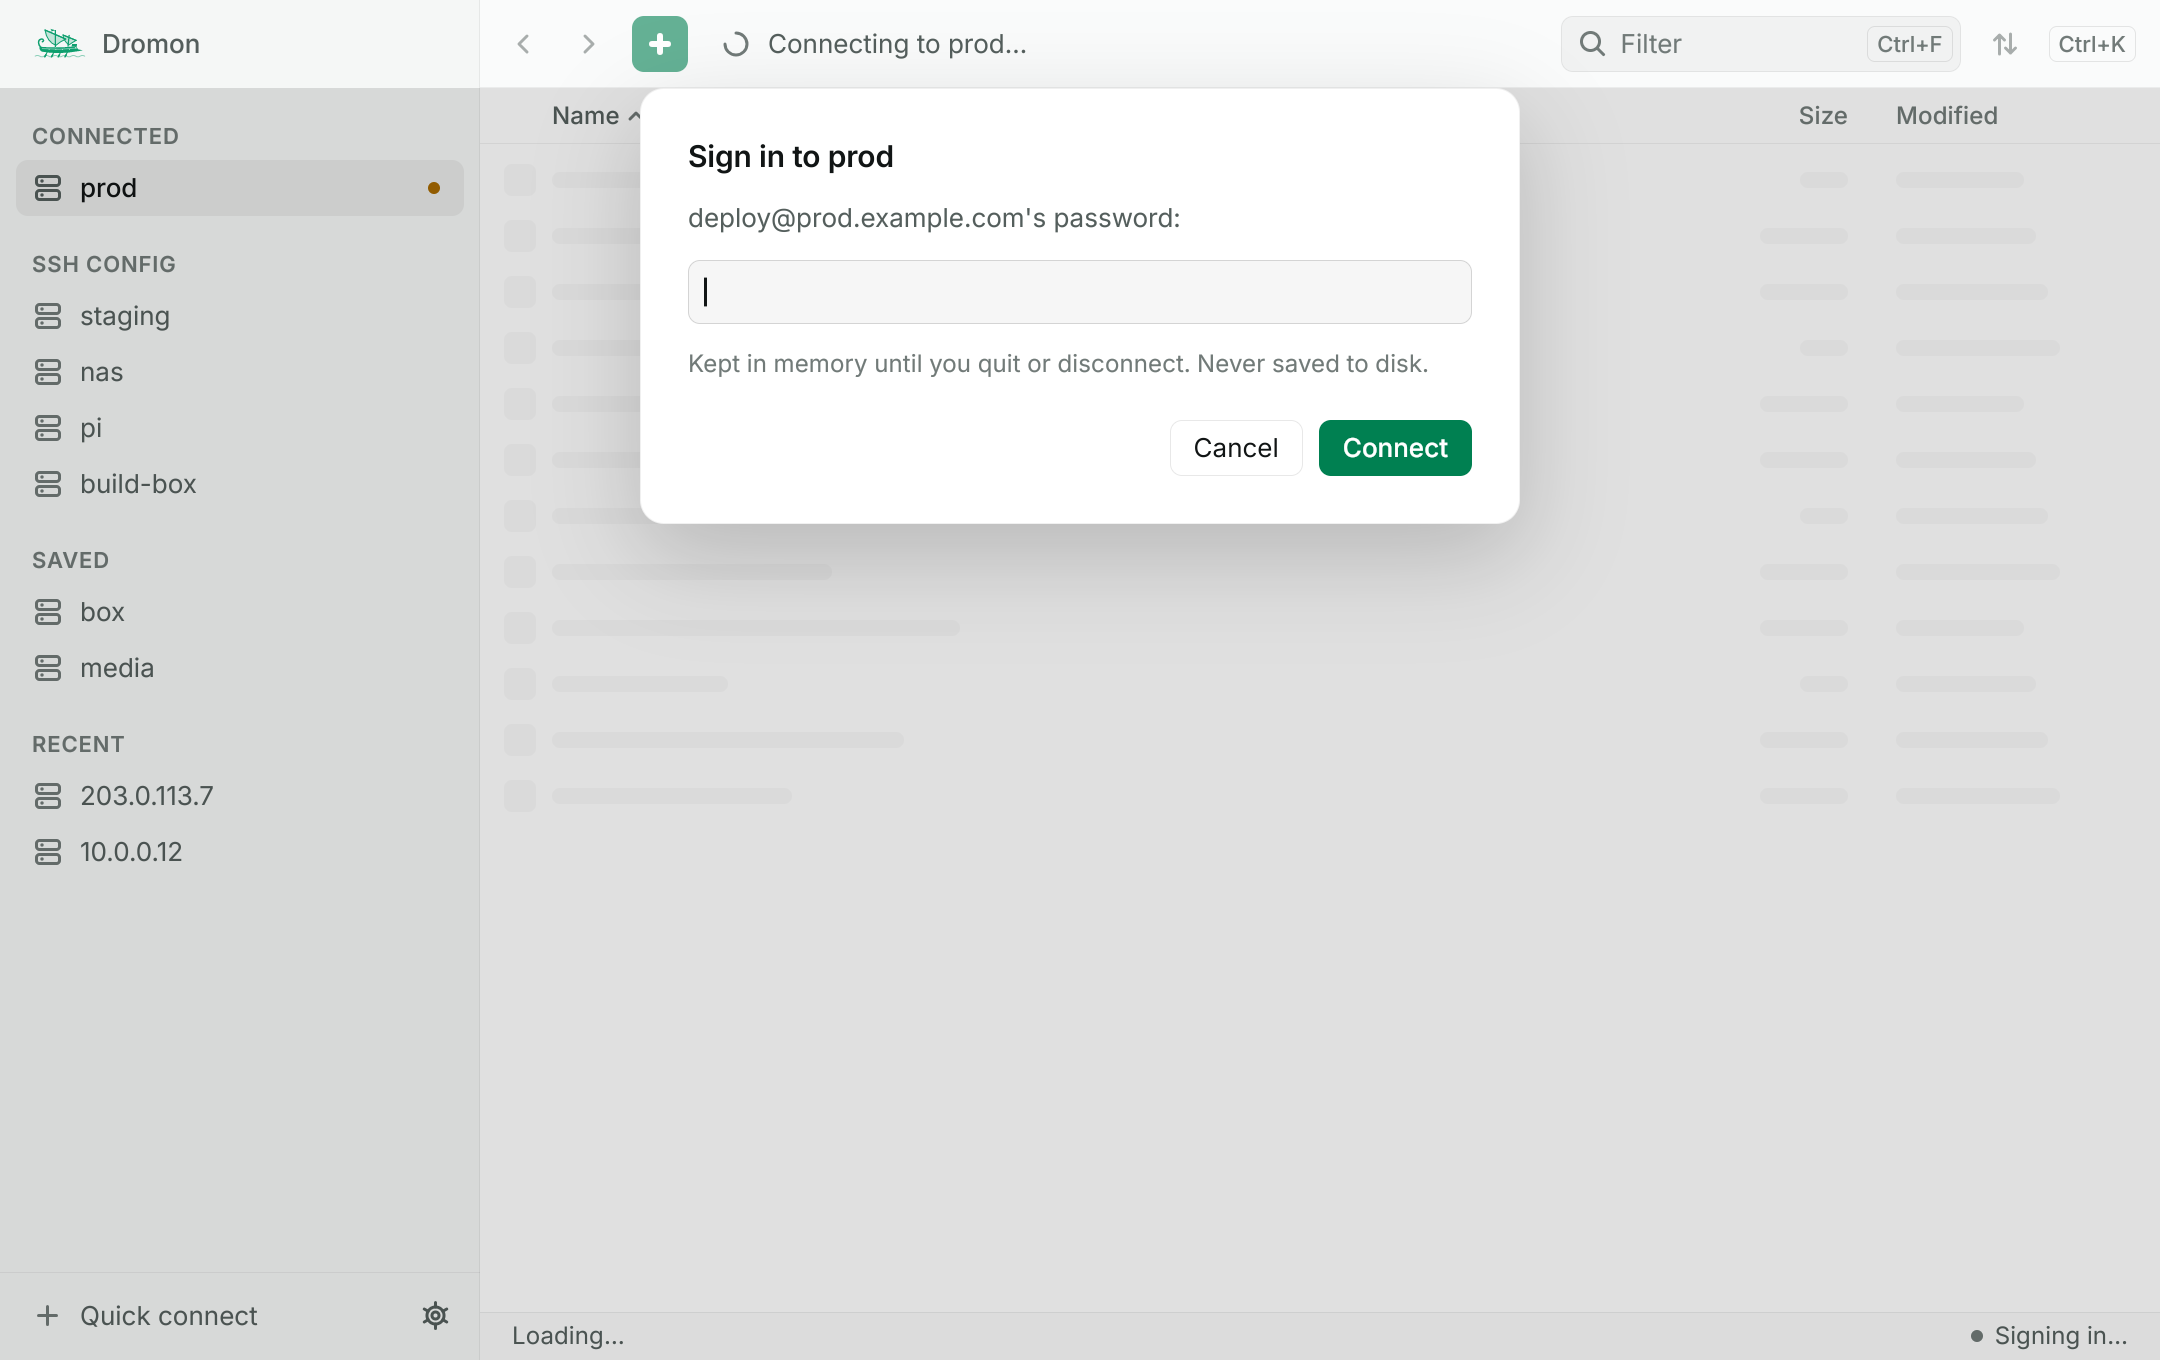 Dromon
Connecting to prod...
Filter
Ctrl+F
Ctrl+K
CONNECTED
prod
SSH CONFIG
staging
nas
pi
build-box
SAVED
box
media
RECENT
203.0.113.7
10.0.0.12
Quick connect
Name
Size
Modified
Sign in to prod
deploy@prod.example.com's password:
Kept in memory until you quit or disconnect. Never saved to disk.
Cancel
Connect
Loading...
Signing in...